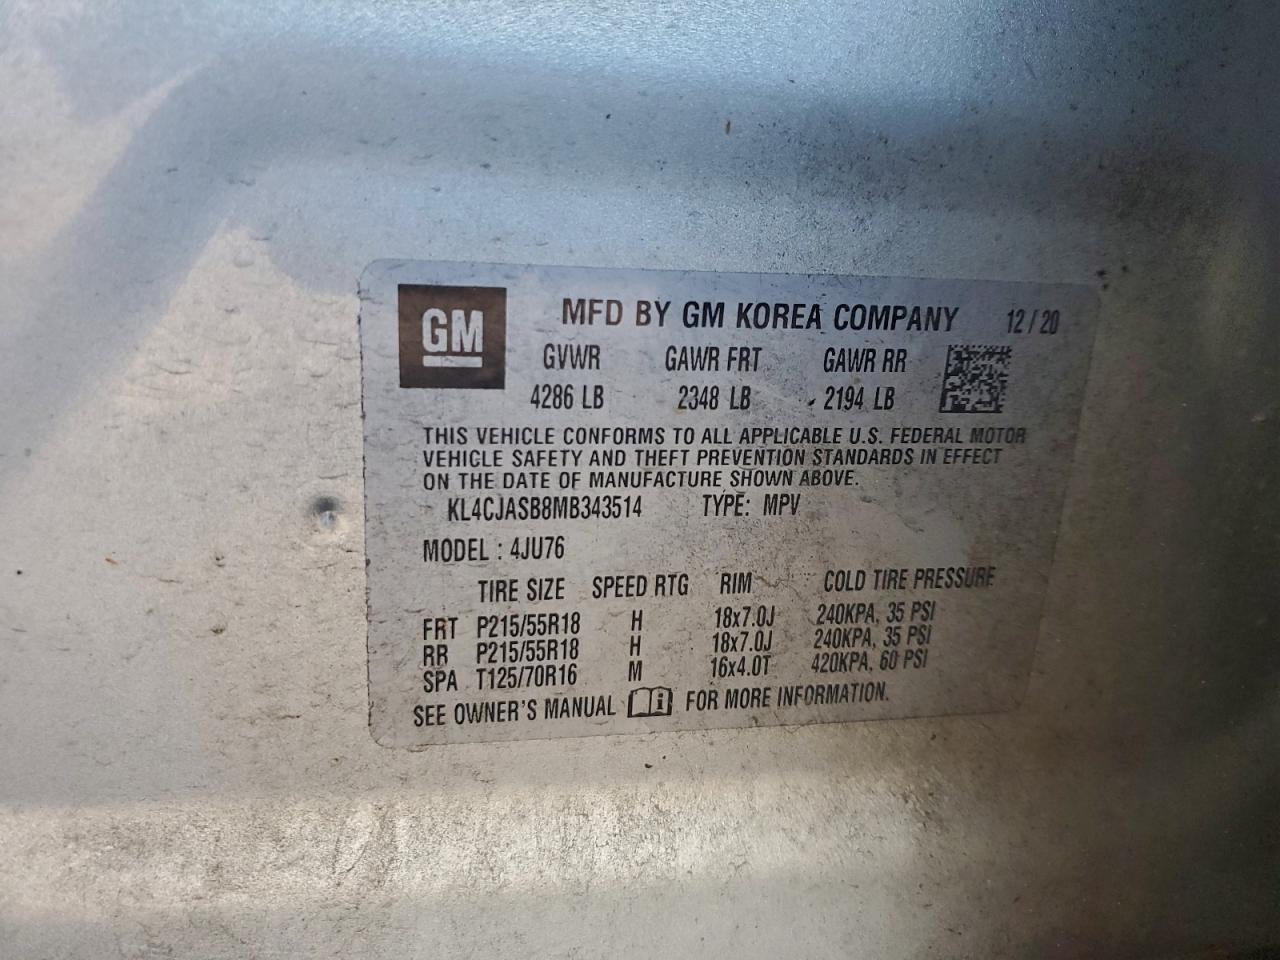 GM
MFD BY GM KOREA COMPANY 12/20
GVWR GAWR FRT GAWR RR
4286 LB 2348 LB 2194 LB
THIS VEHICLE CONFORMS TO ALL APPLICABLE U.S. FEDERAL MOTOR
VEHICLE SAFETY AND THEFT PREVENTION STANDARDS IN EFFECT
ON THE DATE OF MANUFACTURE SHOWN ABOVE.
KL4CJASB8MB343514 TYPE: MPV
MODEL : 4JU76
TIRE SIZE SPEED RTG RIM COLD TIRE PRESSURE
FRT P215/55R18 H 18x7.0J 240KPA, 35 PSI
RR P215/55R18 H 18x7.0J 240KPA, 35 PSI
SPA T125/70R16 M 16x4.0T 420KPA, 60 PSI
SEE OWNER'S MANUAL FOR MORE INFORMATION.